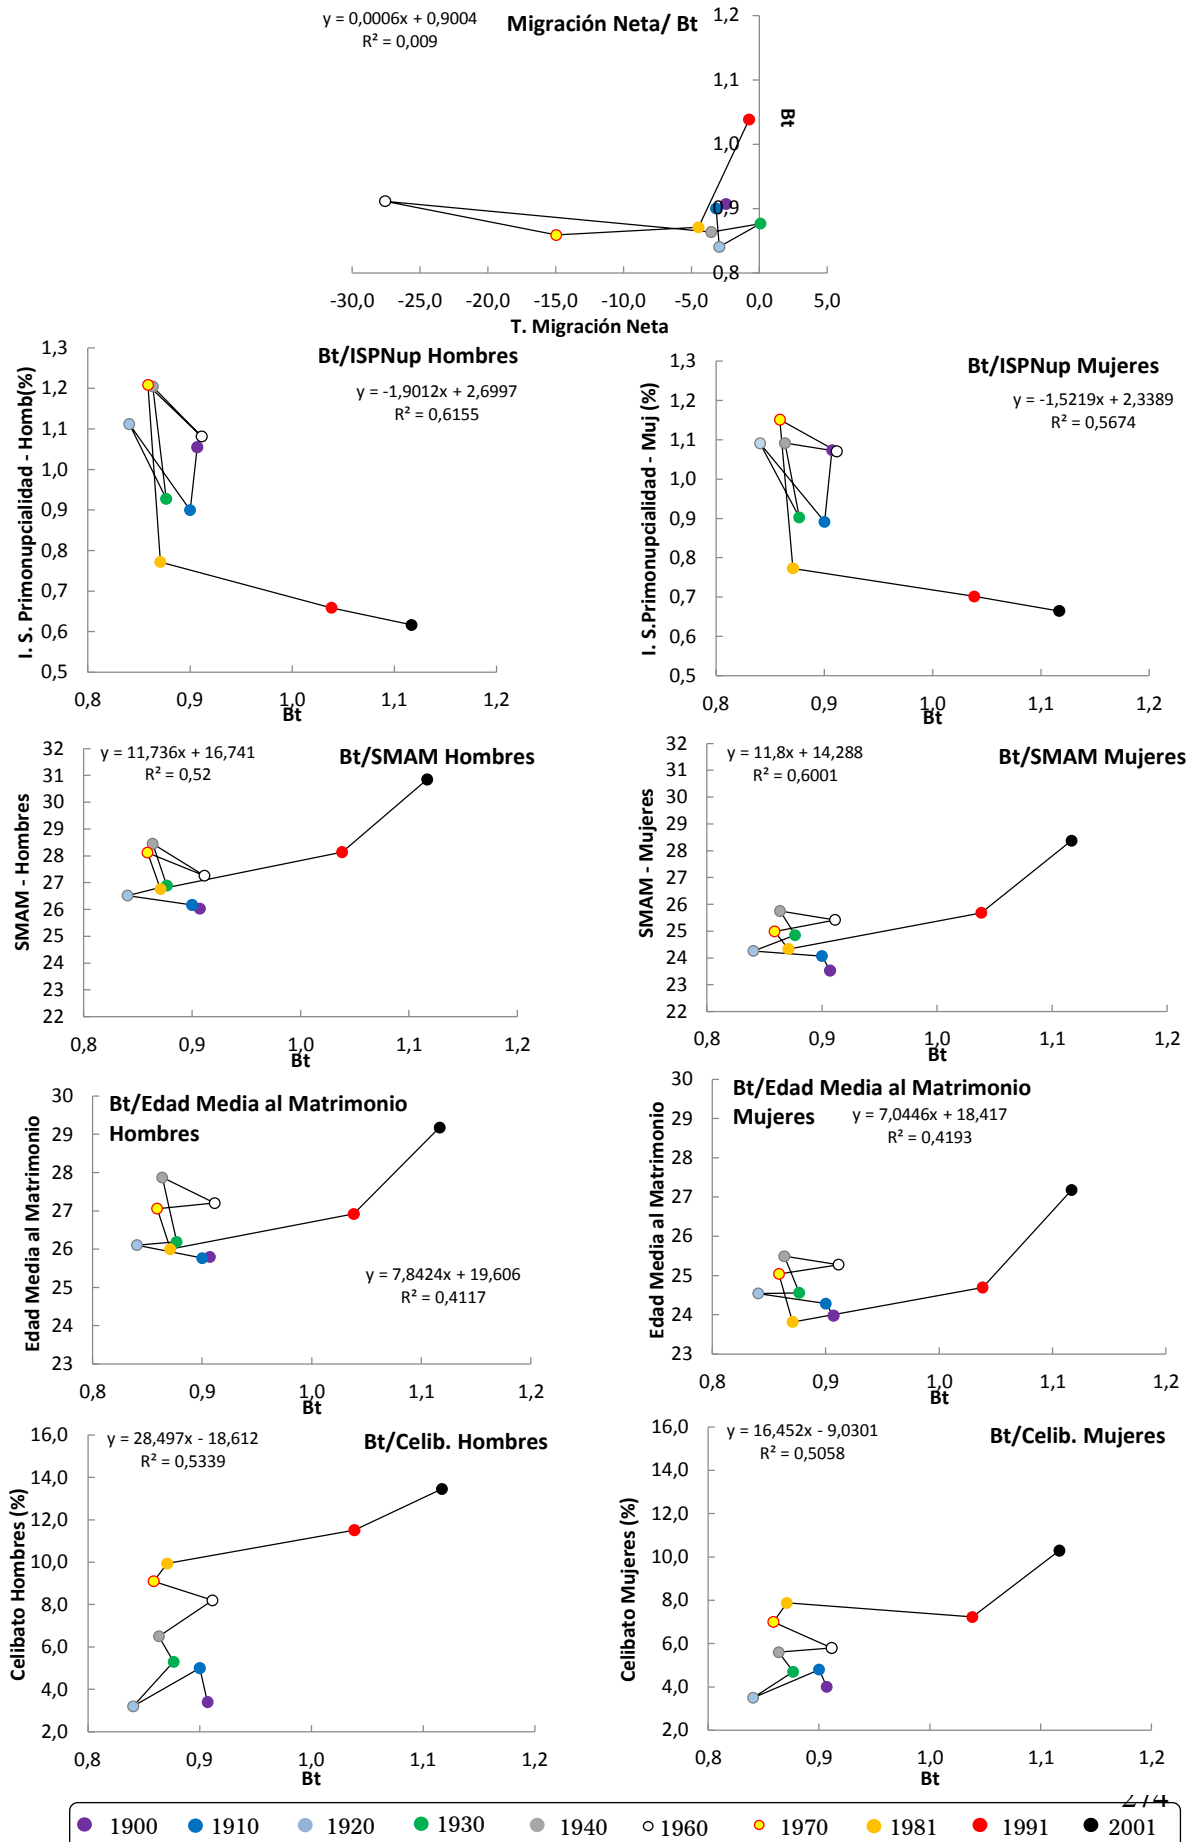 y = 0,0006x + 0,9004
R² = 0,009
Migración Neta/ Bt
1,2
1,1
Bt
1,0
0,9
0,8
-30,0 -25,0 -20,0 -15,0 -10,0 -5,0 0,0 5,0
T. Migración Neta
Bt/ISPNup Hombres
y = -1,9012x + 2,6997
R² = 0,6155
I. S. Primonupcialidad - Homb(%)
1,3
1,2
1,1
1,0
0,9
0,8
0,7
0,6
0,5
0,8 0,9 1,0 1,1 1,2
Bt
Bt/ISPNup Mujeres
y = -1,5219x + 2,3389
R² = 0,5674
I. S.Primonupcialidad - Muj (%)
1,3
1,2
1,1
1,0
0,9
0,8
0,7
0,6
0,5
0,8 0,9 1,0 1,1 1,2
Bt
y = 11,736x + 16,741
R² = 0,52
Bt/SMAM Hombres
SMAM - Hombres
32
31
30
29
28
27
26
25
24
23
22
0,8 0,9 1,0 1,1 1,2
Bt
y = 11,8x + 14,288
R² = 0,6001
Bt/SMAM Mujeres
SMAM - Mujeres
32
31
30
29
28
27
26
25
24
23
22
0,8 0,9 1,0 1,1 1,2
Bt
Bt/Edad Media al Matrimonio
Hombres
y = 7,8424x + 19,606
R² = 0,4117
Edad Media al Matrimonio
30
29
28
27
26
25
24
23
0,8 0,9 1,0 1,1 1,2
Bt
Bt/Edad Media al Matrimonio
Mujeres
y = 7,0446x + 18,417
R² = 0,4193
Edad Media al Matrimonio
30
29
28
27
26
25
24
23
0,8 0,9 1,0 1,1 1,2
Bt
y = 28,497x - 18,612
R² = 0,5339
Bt/Celib. Hombres
Celibato Hombres (%)
16,0
14,0
12,0
10,0
8,0
6,0
4,0
2,0
0,8 0,9 1,0 1,1 1,2
Bt
y = 16,452x - 9,0301
R² = 0,5058
Bt/Celib. Mujeres
Celibato Mujeres (%)
16,0
14,0
12,0
10,0
8,0
6,0
4,0
2,0
0,8 0,9 1,0 1,1 1,2
Bt
1900 1910 1920 1930 1940 1960 1970 1981 1991 2001